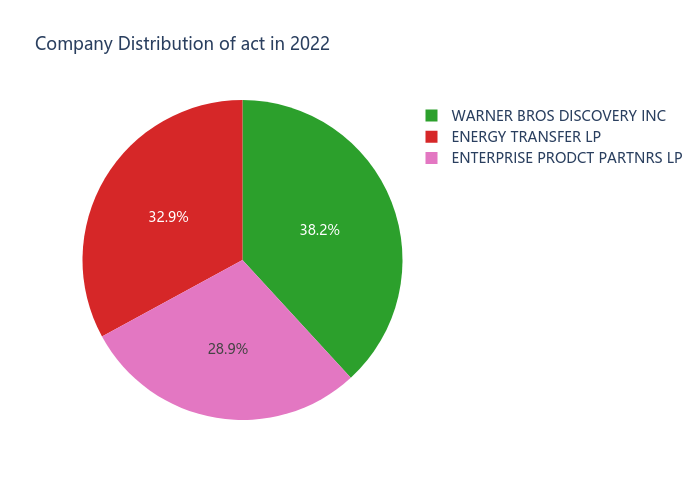 Company Distribution of act in 2022
WARNER BROS DISCOVERY INC
ENERGY TRANSFER LP
ENTERPRISE PRODCT PARTNRS LP
32.9%
38.2%
28.9%